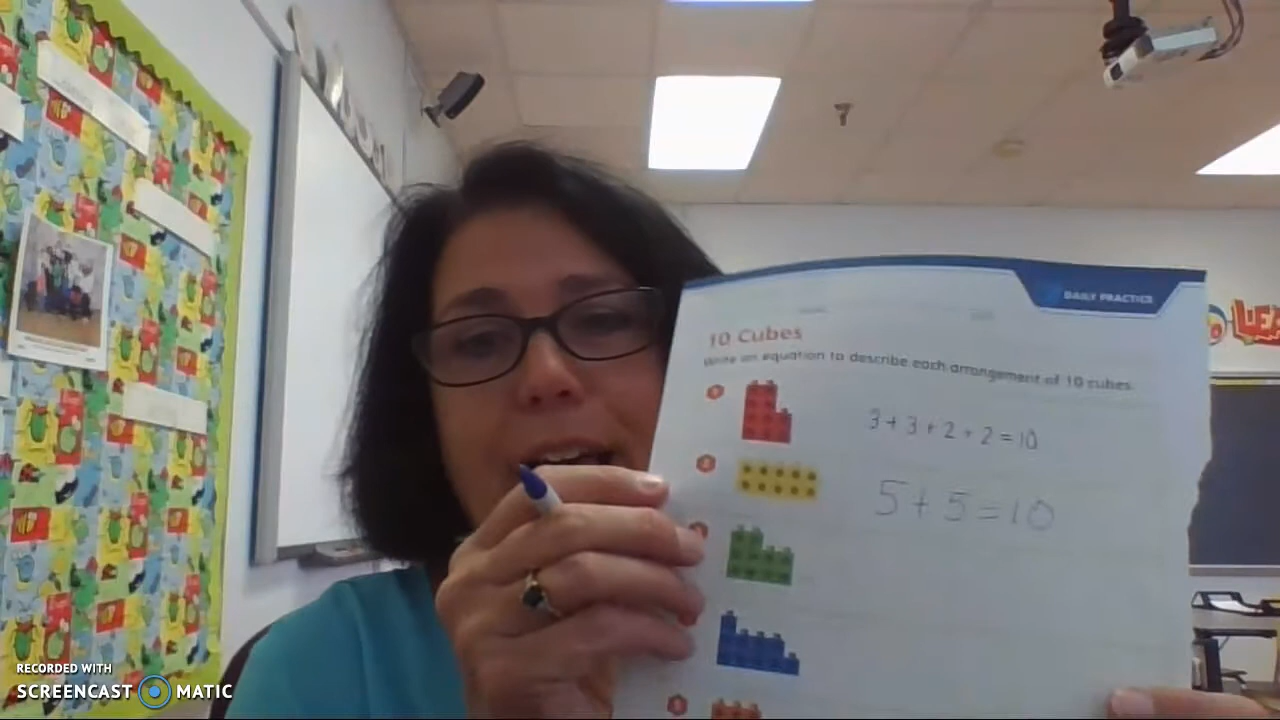 DAILY PRACTICE
10 Cubes
Write an equation to describe each arrangement of 10 cubes.
3+3+2+2=10
5+5=10
RECORDED WITH
SCREENCAST MATIC